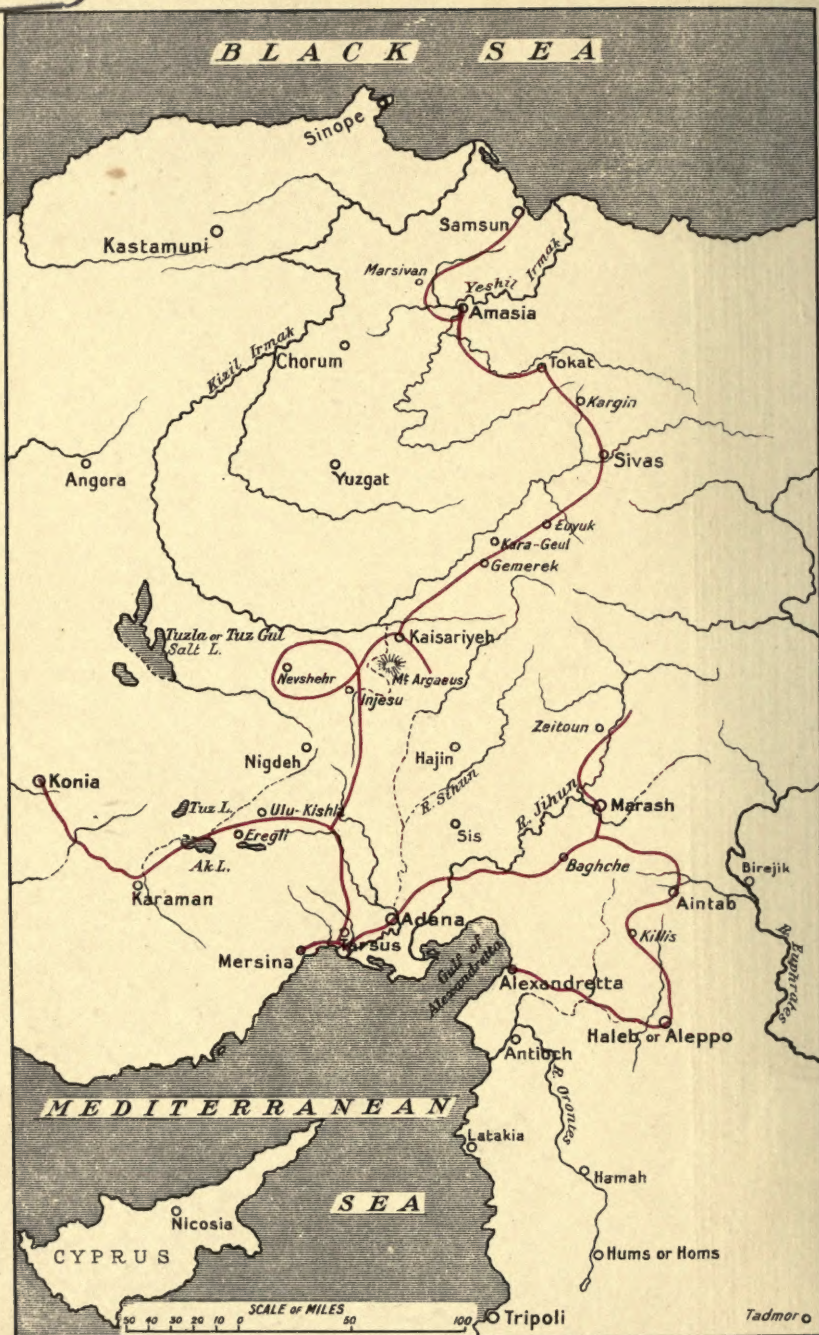 BLACK SEA
Sinope
Samsun
Kastamuni
Marsivan
Yeshil Irmak
Amasia
Kizil Irmak
Chorum
Tokat
Kargin
Sivas
Angora
Yuzgat
Euyuk
Kara-Geul
Gemerek
Tuzla or Tuz Gul
Salt L.
Kaisariyeh
Nevshehr
Mt Argaeus
Injesu
Zeitoun
Nigdeh
Hajin
R. Sihun
Konia
R. Jihun
Marash
Tuz L.
Ulu-Kishla
Eregli
Sis
Ak L.
Baghche
Birejik
Karaman
Aintab
Adana
Tarsus
Killis
Mersina
Gulf of
Alexandretta
Alexandretta
R. Euphrates
Haleb or Aleppo
Antioch
R. Orontes
MEDITERRANEAN
SEA
Latakia
Hamah
Nicosia
CYPRUS
Hums or Homs
SCALE OF MILES
50 30 20 10 0 50 100
Tripoli
Tadmor